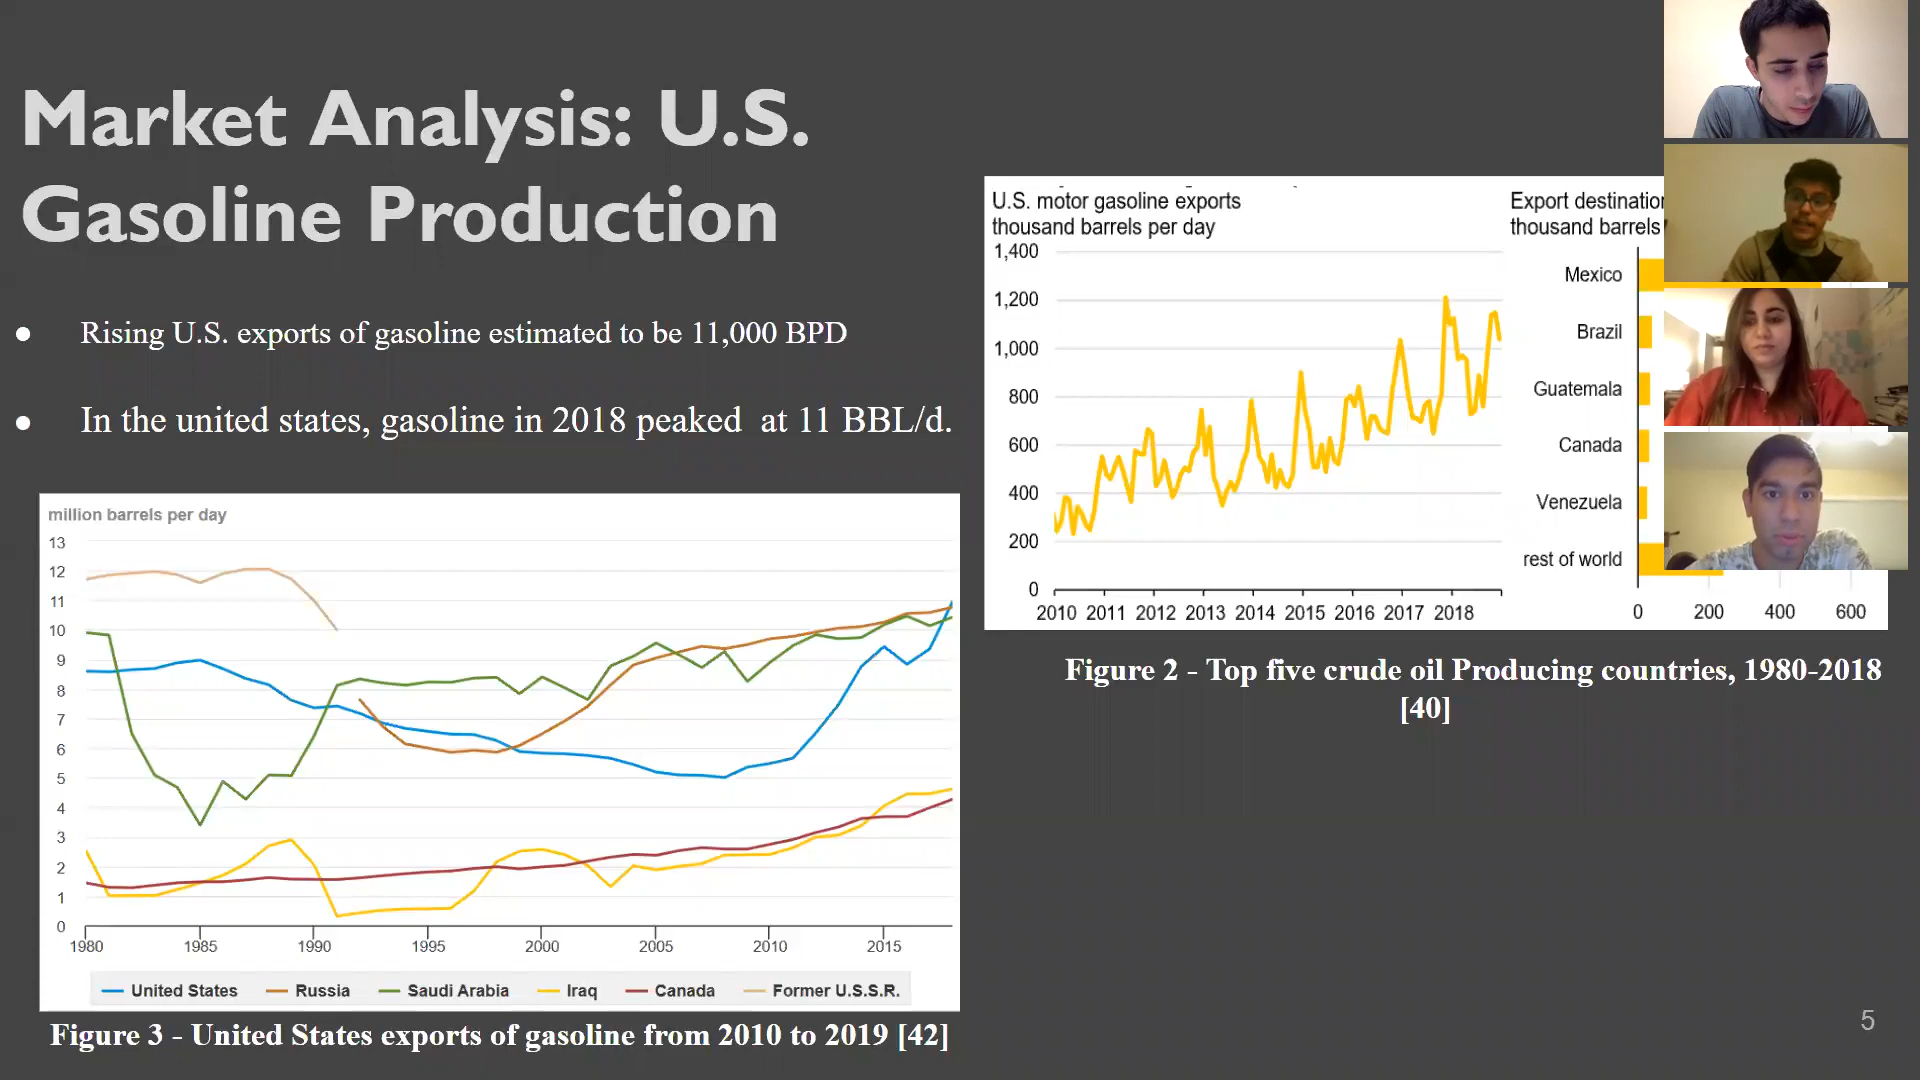 Market Analysis: U.S.
Gasoline Production
● Rising U.S. exports of gasoline estimated to be 11,000 BPD
● In the united states, gasoline in 2018 peaked at 11 BBL/d.
million barrels per day
13
12
11
10
9
8
7
6
5
4
3
2
1
0
1980 1985 1990 1995 2000 2005 2010 2015
United States Russia Saudi Arabia Iraq Canada Former U.S.S.R.
Figure 3 - United States exports of gasoline from 2010 to 2019 [42]
U.S. motor gasoline exports
thousand barrels per day
1,400
1,200
1,000
800
600
400
200
0
2010 2011 2012 2013 2014 2015 2016 2017 2018
Export
thousand barrels
Mexico
Brazil
Guatemala
Canada
Venezuela
rest of world
0 200 400 600
Figure 2 - Top five crude oil Producing countries, 1980-2018
[40]
5